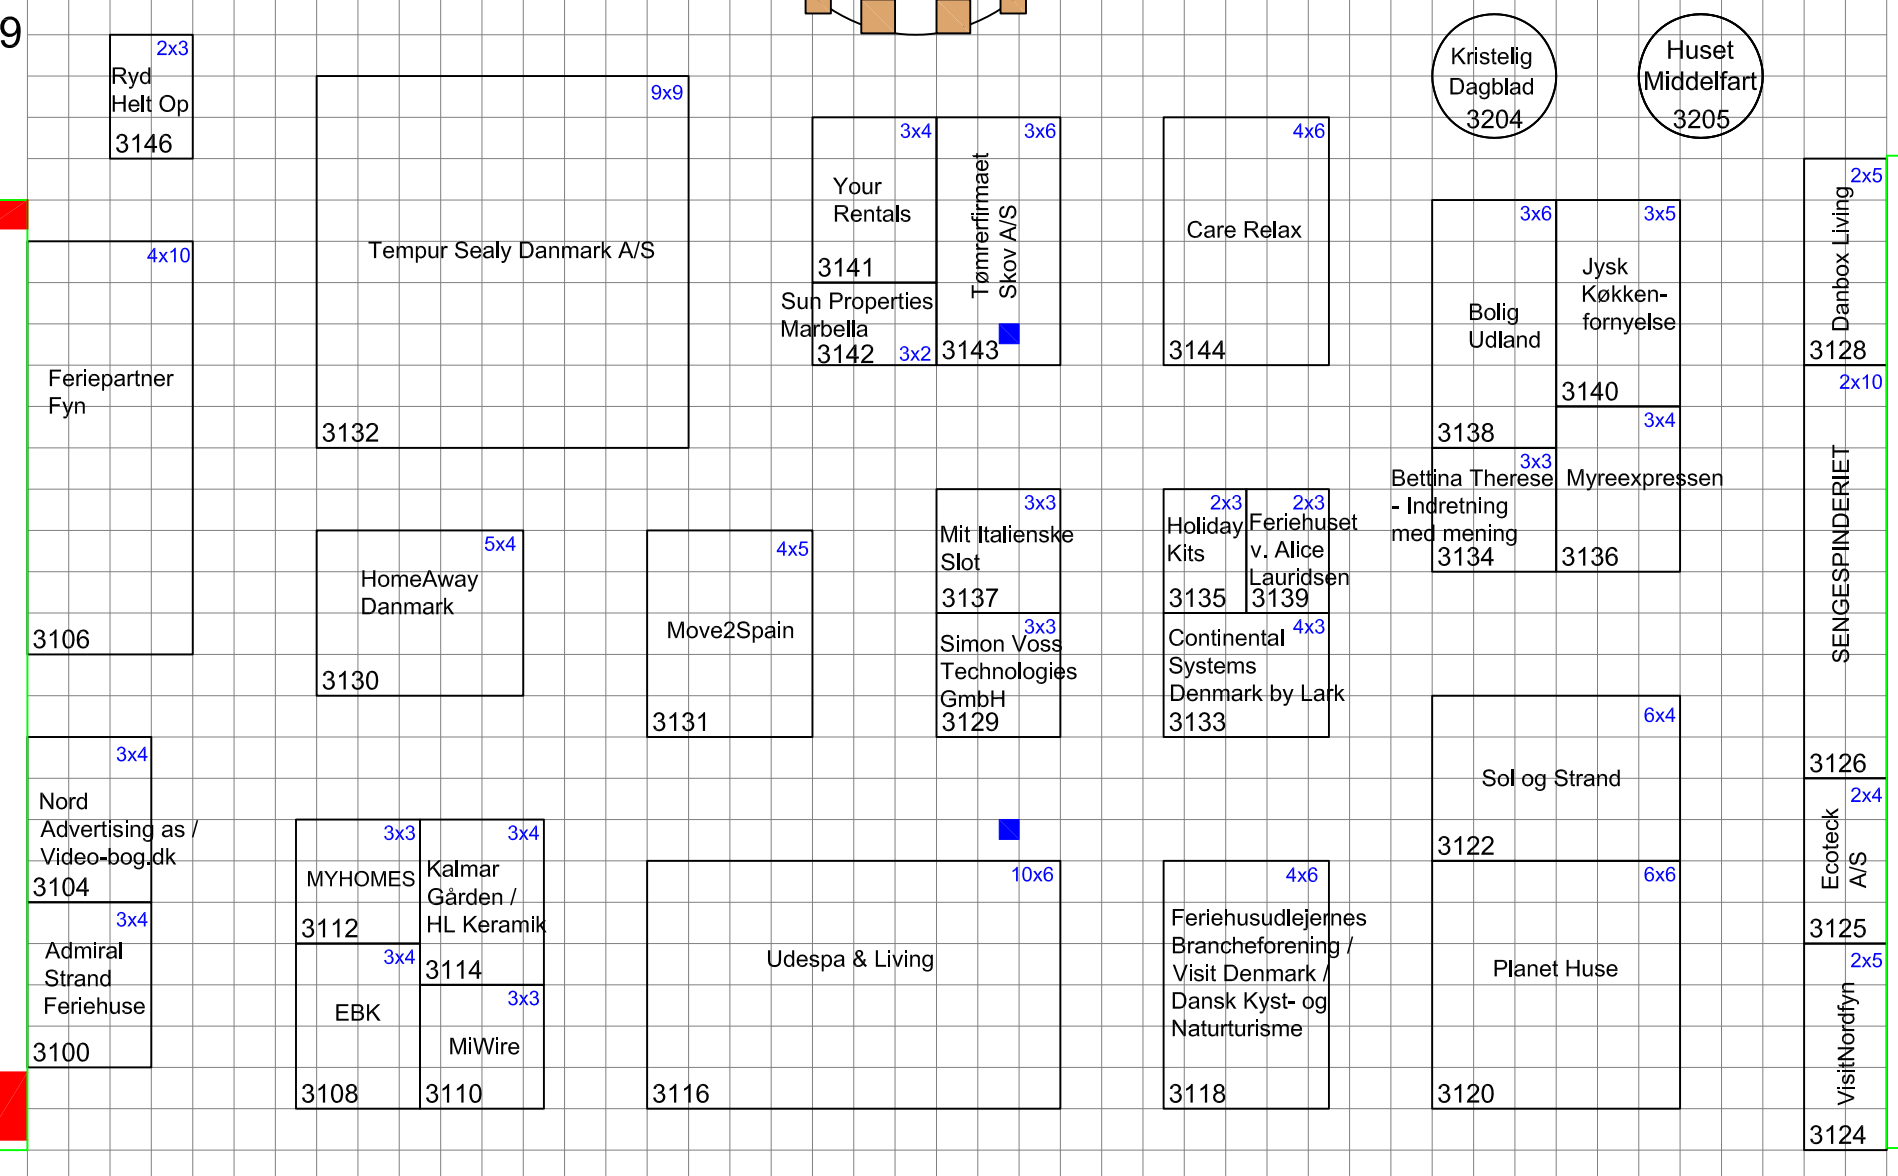 9
2x3
Ryd
Helt Op
3146
9x9
Tempur Sealy Danmark A/S
3132
3x4
Your
Rentals
3141
Sun Properties
Marbella
3142
3x2
3x6
Tømrerfirmaet
Skov A/S
3143
4x6
Care Relax
3144
Kristelig
Dagblad
3204
Huset
Middelfart
3205
3x6
Bolig
Udland
3138
3x5
Jysk
Køkken-
fornyelse
3140
2x5
Danbox Living
3128
4x10
Feriepartner
Fyn
3106
5x4
HomeAway
Danmark
3130
4x5
Move2Spain
3131
3x3
Mit Italienske
Slot
3137
3x3
Simon Voss
Technologies
GmbH
3129
2x3
Holiday
Kits
3135
2x3
Feriehuset
v. Alice
Lauridsen
3139
4x3
Continental
Systems
Denmark by Lark
3133
3x3
Bettina Therese
- Indretning
med mening
3134
3x4
Myreexpressen
3136
2x10
SENGESPINDERIET
3126
3x4
Nord
Advertising as /
Video-bog.dk
3104
3x4
Admiral
Strand
Feriehuse
3100
3x3
MYHOMES
3112
3x4
Kalmar
Gården /
HL Keramik
3114
3x4
EBK
3108
3x3
MiWire
3110
10x6
Udespa & Living
3116
4x6
Feriehusudlejernes
Brancheforening /
Visit Denmark /
Dansk Kyst- og
Naturturisme
3118
6x4
Sol og Strand
3122
6x6
Planet Huse
3120
2x4
Ecoteck
A/S
3125
2x5
VisitNordfyn
3124